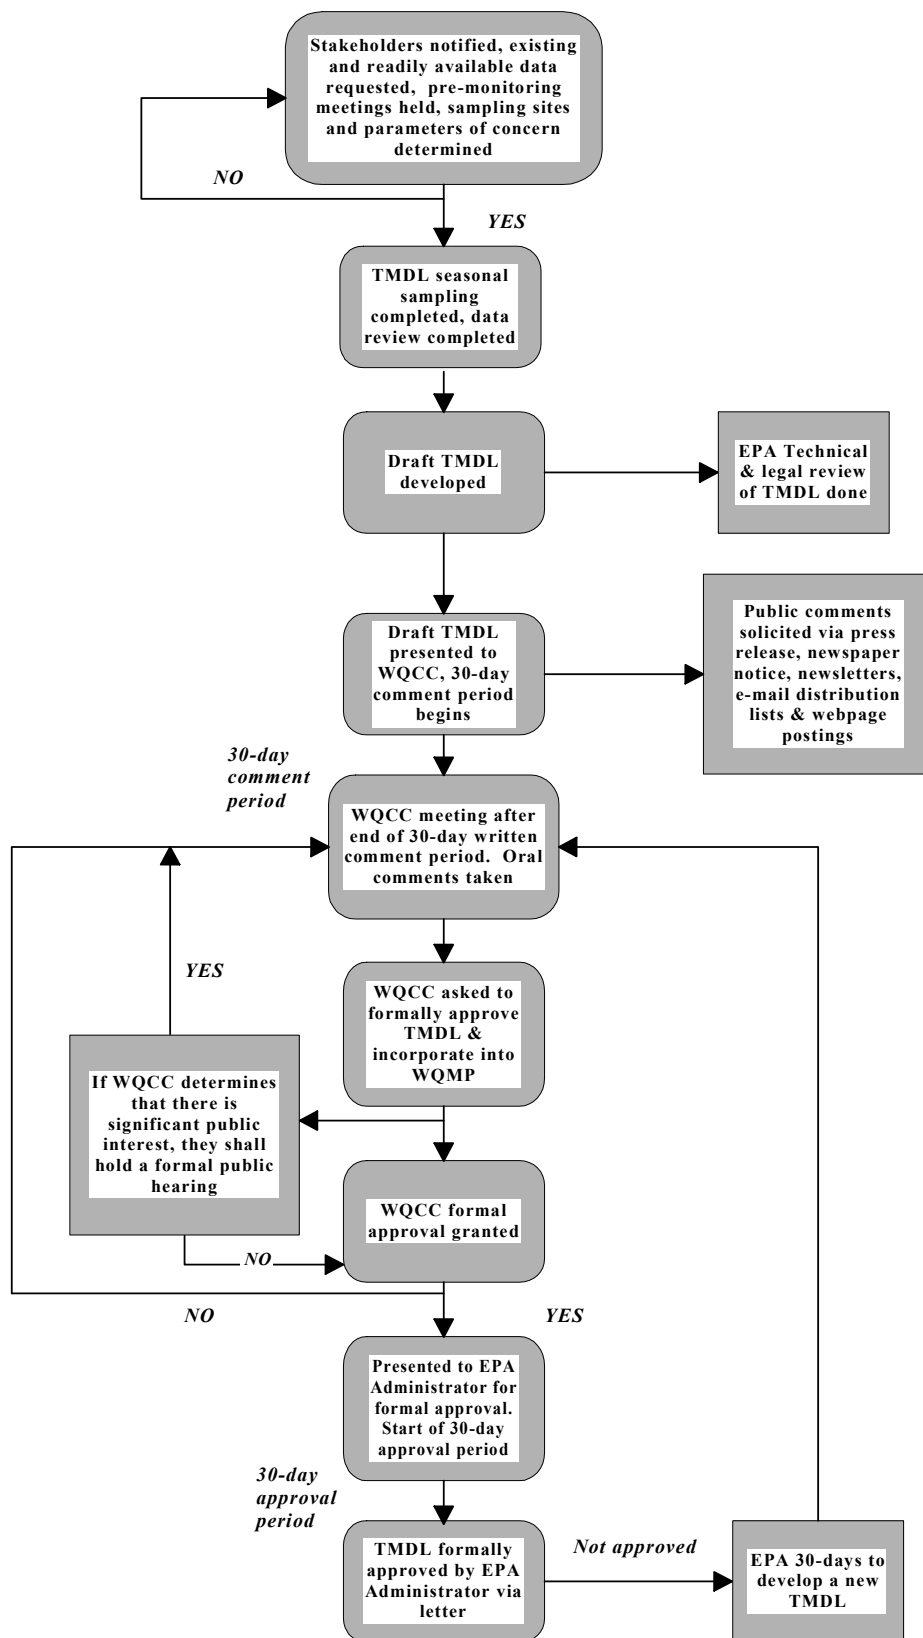 Stakeholders notified, existing
and readily available data
requested, pre-monitoring
meetings held, sampling sites
and parameters of concern
determined
NO
YES
TMDL seasonal
sampling
completed, data
review completed
Draft TMDL
developed
EPA Technical
& legal review
of TMDL done
Draft TMDL
presented to
WQCC, 30-day
comment period
begins
Public comments
solicited via press
release, newspaper
notice, newsletters,
e-mail distribution
lists & webpage
postings
30-day
comment
period
WQCC meeting after
end of 30-day written
comment period. Oral
comments taken
YES
WQCC asked to
formally approve
TMDL &
incorporate into
WQMP
If WQCC determines
that there is
significant public
interest, they shall
hold a formal public
hearing
WQCC formal
approval granted
NO
NO
YES
Presented to EPA
Administrator for
formal approval.
Start of 30-day
approval period
30-day
approval
period
TMDL formally
approved by EPA
Administrator via
letter
Not approved
EPA 30-days to
develop a new
TMDL